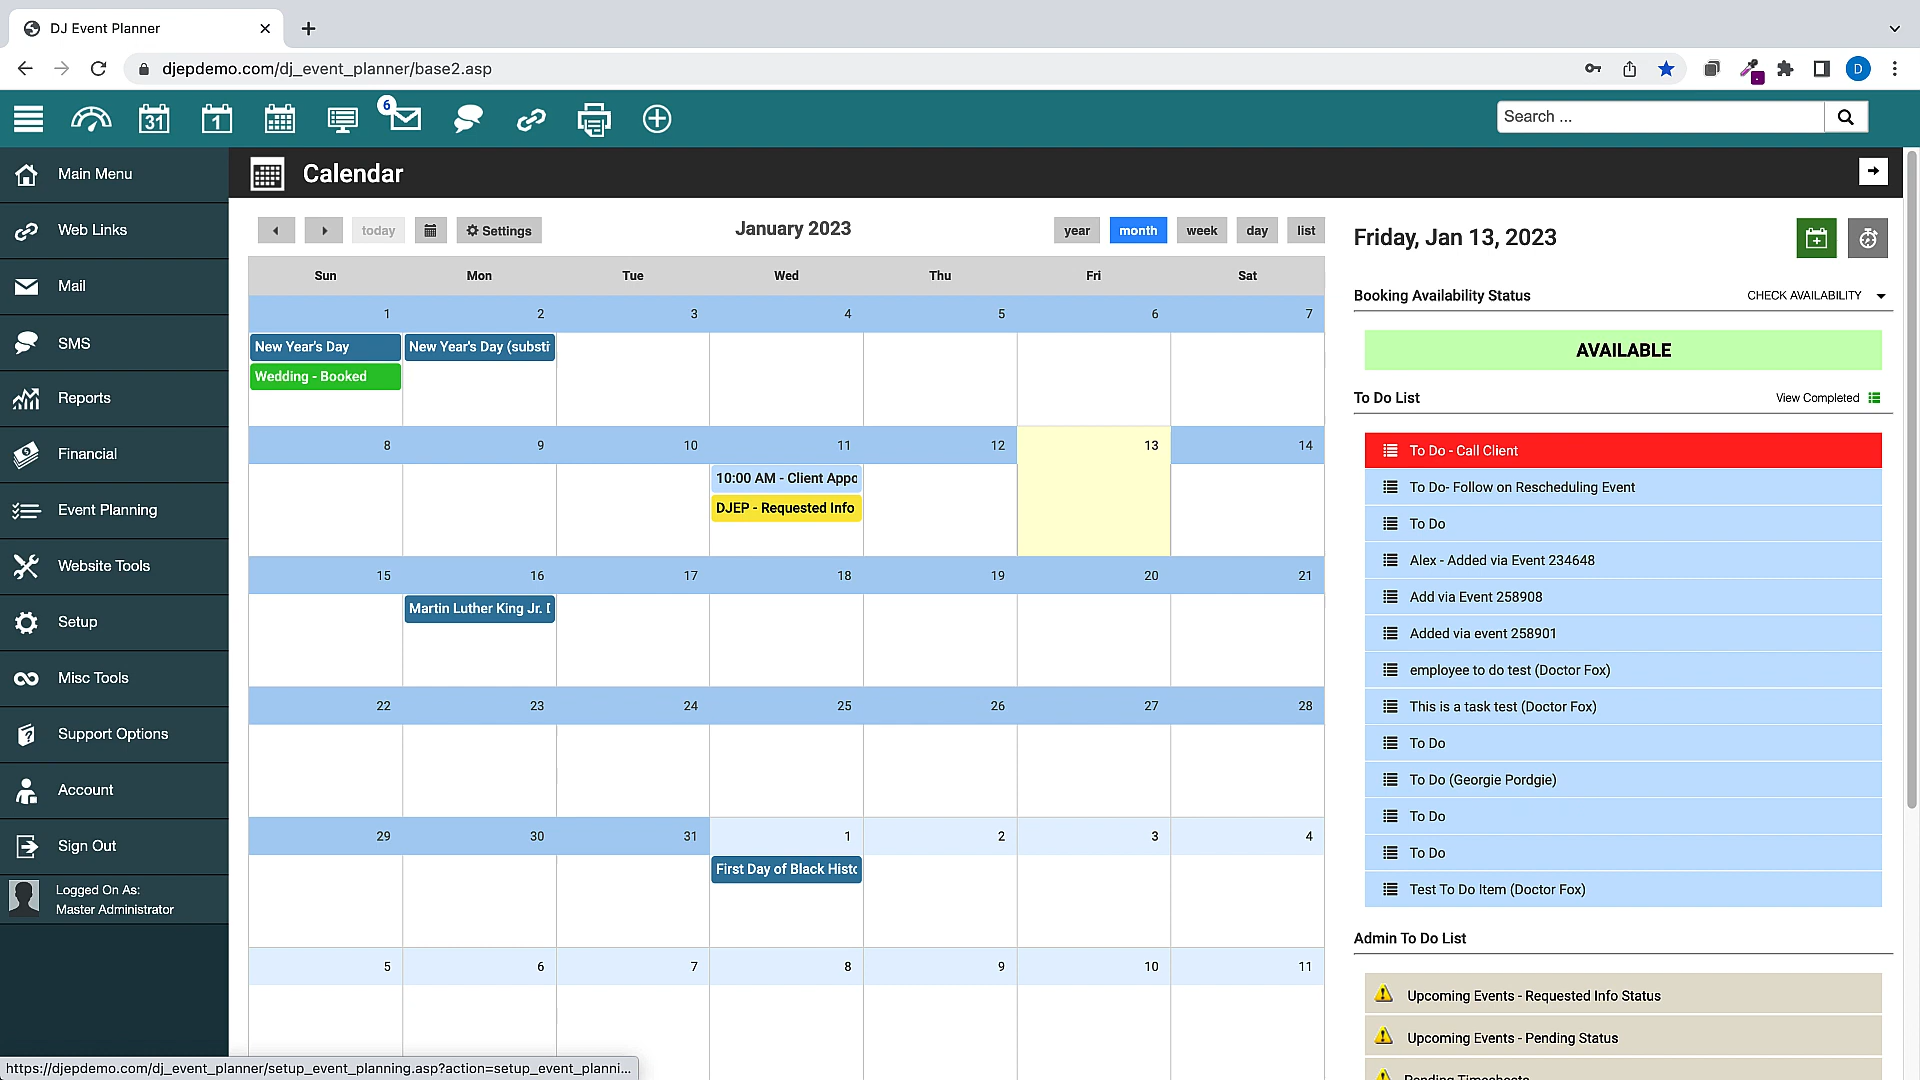 DJ Event Planner
djepdemo.com/dj_event_planner/base2.asp
D
31
1
6
Search ...
Main Menu
Web Links
Mail
SMS
Reports
Financial
Event Planning
Website Tools
Setup
Misc Tools
Support Options
Account
Sign Out
Logged On As:
Master Administrator
Calendar
today
Settings
January 2023
year month week day list
Sun Mon Tue Wed Thu Fri Sat
1 2 3 4 5 6 7
New Year's Day New Year's Day (substi
Wedding - Booked
8 9 10 11 12 13 14
10:00 AM - Client Appo
DJEP - Requested Info
15 16 17 18 19 20 21
Martin Luther King Jr. D
22 23 24 25 26 27 28
29 30 31 1 2 3 4
First Day of Black Histo
5 6 7 8 9 10 11
Friday, Jan 13, 2023
Booking Availability Status CHECK AVAILABILITY
AVAILABLE
To Do List View Completed
To Do - Call Client
To Do- Follow on Rescheduling Event
To Do
Alex - Added via Event 234648
Add via Event 258908
Added via event 258901
employee to do test (Doctor Fox)
This is a task test (Doctor Fox)
To Do
To Do (Georgie Pordgie)
To Do
To Do
Test To Do Item (Doctor Fox)
Admin To Do List
Upcoming Events - Requested Info Status
Upcoming Events - Pending Status
Pending Timesheets
https://djepdemo.com/dj_event_planner/setup_event_planning.asp?action=setup_event_planni...